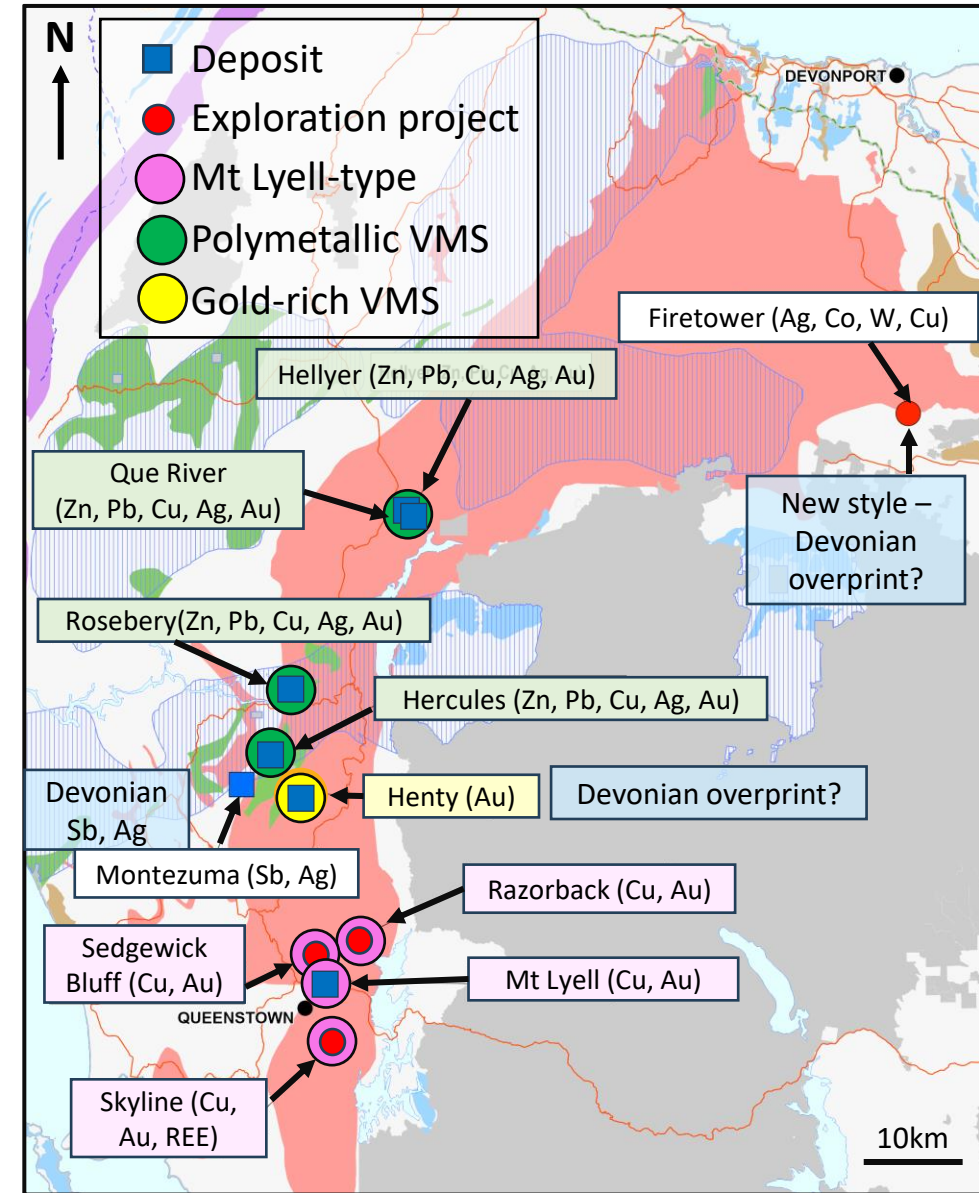 N
Deposit
Exploration project
Mt Lyell-type
Polymetallic VMS
Gold-rich VMS
DEVONPORT
Firetower (Ag, Co, W, Cu)
Hellyer (Zn, Pb, Cu, Ag, Au)
Que River
(Zn, Pb, Cu, Ag, Au)
New style –
Devonian
overprint?
Rosebery(Zn, Pb, Cu, Ag, Au)
Hercules (Zn, Pb, Cu, Ag, Au)
Devonian
Sb, Ag
Henty (Au)
Devonian overprint?
Montezuma (Sb, Ag)
Razorback (Cu, Au)
Sedgewick
Bluff (Cu, Au)
Mt Lyell (Cu, Au)
QUEENSTOWN
Skyline (Cu,
Au, REE)
10km